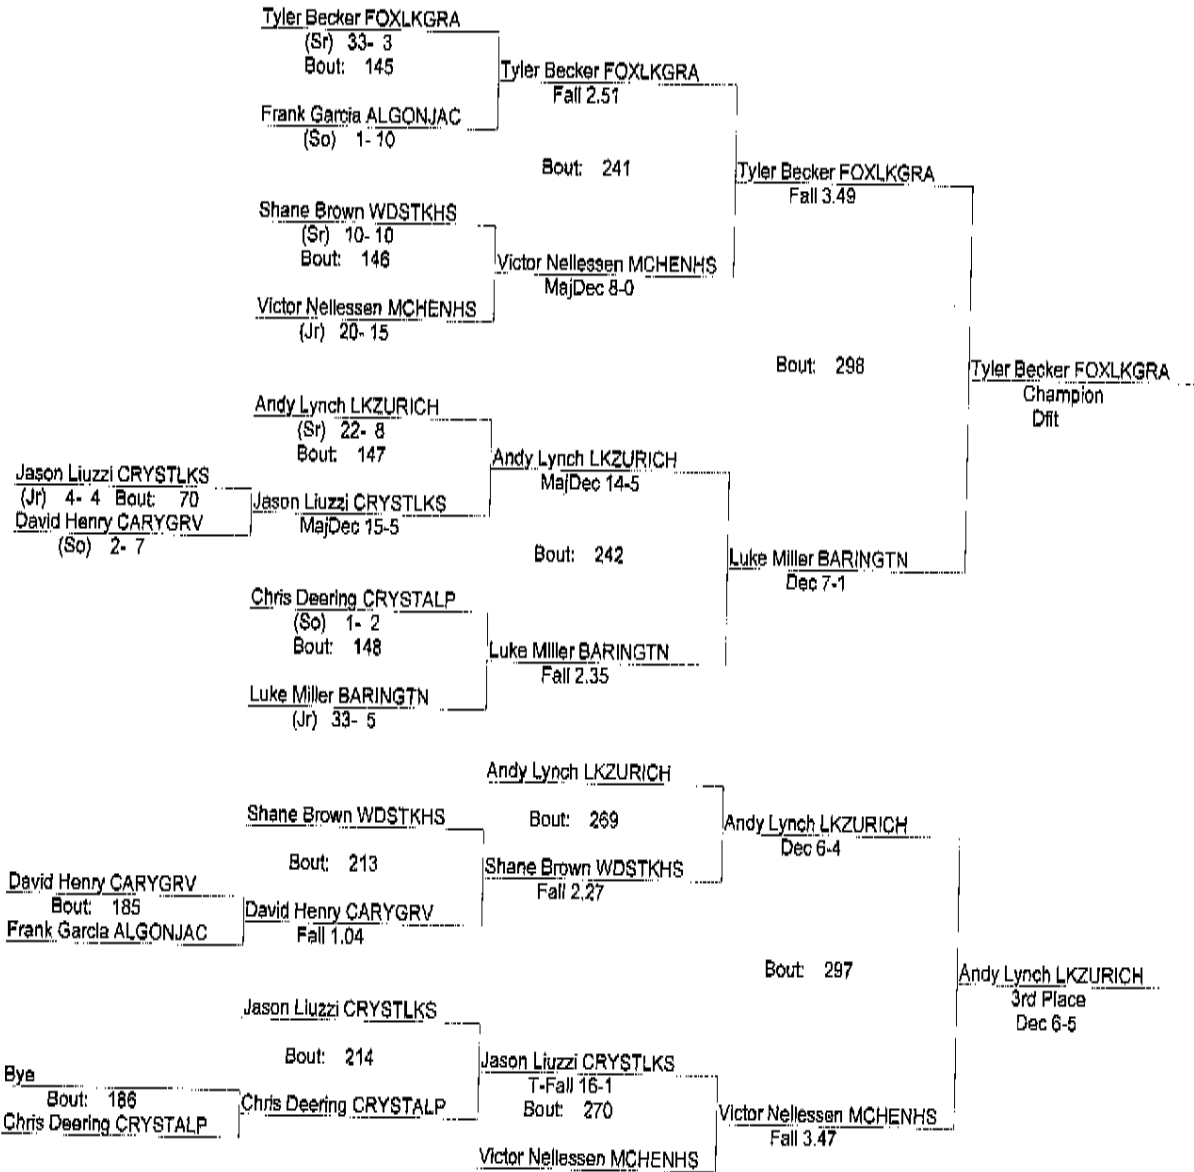 Tyler Becker FOXLKGRA
(Sr) 33- 3
Bout: 145
Tyler Becker FOXLKGRA
Fall 2.51
Frank Garcia ALGONJAC
(So) 1- 10
Bout: 241
Tyler Becker FOXLKGRA
Fall 3.49
Shane Brown WDSTKHS
(Sr) 10- 10
Bout: 146
Victor Nellessen MCHENHS
MajDec 8-0
Victor Nellessen MCHENHS
(Jr) 20- 15
Bout: 298
Tyler Becker FOXLKGRA
Champion
Dflt
Andy Lynch LKZURICH
(Sr) 22- 8
Bout: 147
Andy Lynch LKZURICH
MajDec 14-5
Jason Liuzzi CRYSTLKS
(Jr) 4- 4 Bout: 70
Jason Liuzzi CRYSTLKS
MajDec 15-5
David Henry CARYGRV
(So) 2- 7
Bout: 242
Luke Miller BARINGTN
Dec 7-1
Chris Deering CRYSTALP
(So) 1- 2
Bout: 148
Luke Miller BARINGTN
Fall 2.35
Luke Miller BARINGTN
(Jr) 33- 5
Andy Lynch LKZURICH
Shane Brown WDSTKHS
Bout: 269
Andy Lynch LKZURICH
Dec 6-4
Bout: 213
Shane Brown WDSTKHS
Fall 2.27
David Henry CARYGRV
Bout: 185
David Henry CARYGRV
Fall 1.04
Frank Garcia ALGONJAC
Bout: 297
Andy Lynch LKZURICH
3rd Place
Dec 6-5
Jason Liuzzi CRYSTLKS
Bout: 214
Jason Liuzzi CRYSTLKS
T-Fall 16-1
Bye
Bout: 186
Chris Deering CRYSTALP
Chris Deering CRYSTALP
Bout: 270
Victor Nellessen MCHENHS
Fall 3.47
Victor Nellessen MCHENHS